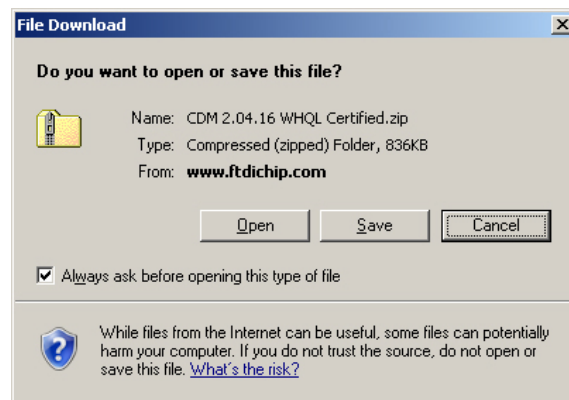 File Download
Do you want to open or save this file?
Name: CDM 2.04.16 WHQL Certified.zip
Type: Compressed (zipped) Folder, 836KB
From: www.ftdichip.com
Open Save Cancel
Always ask before opening this type of file
While files from the Internet can be useful, some files can potentially
harm your computer. If you do not trust the source, do not open or
save this file. What's the risk?